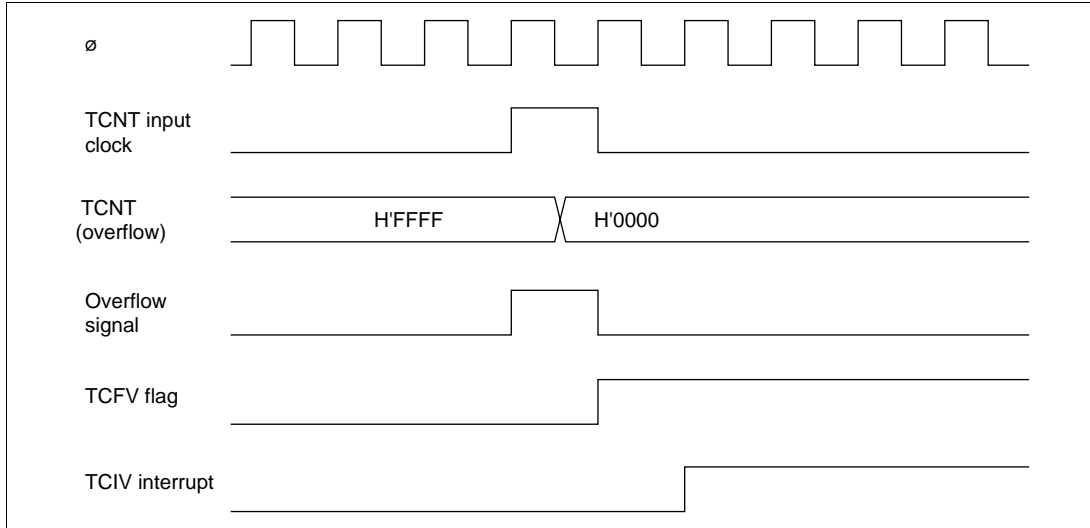 ø
TCNT input
clock
TCNT
(overflow)
H'FFFF
H'0000
Overflow
signal
TCFV flag
TCIV interrupt